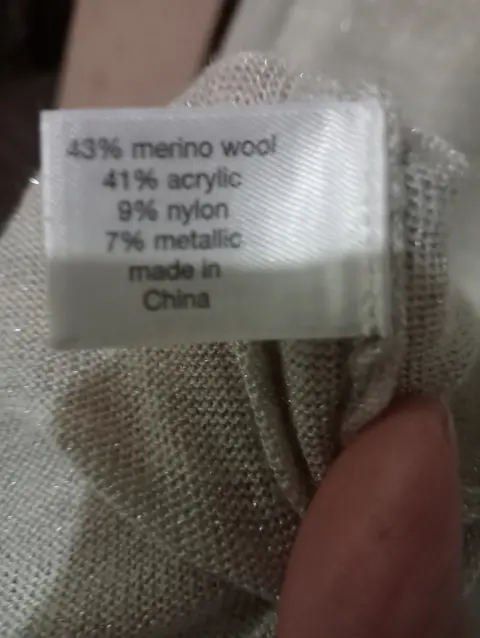 43% merino wool
41% acrylic
9% nylon
7% metallic
made in
China